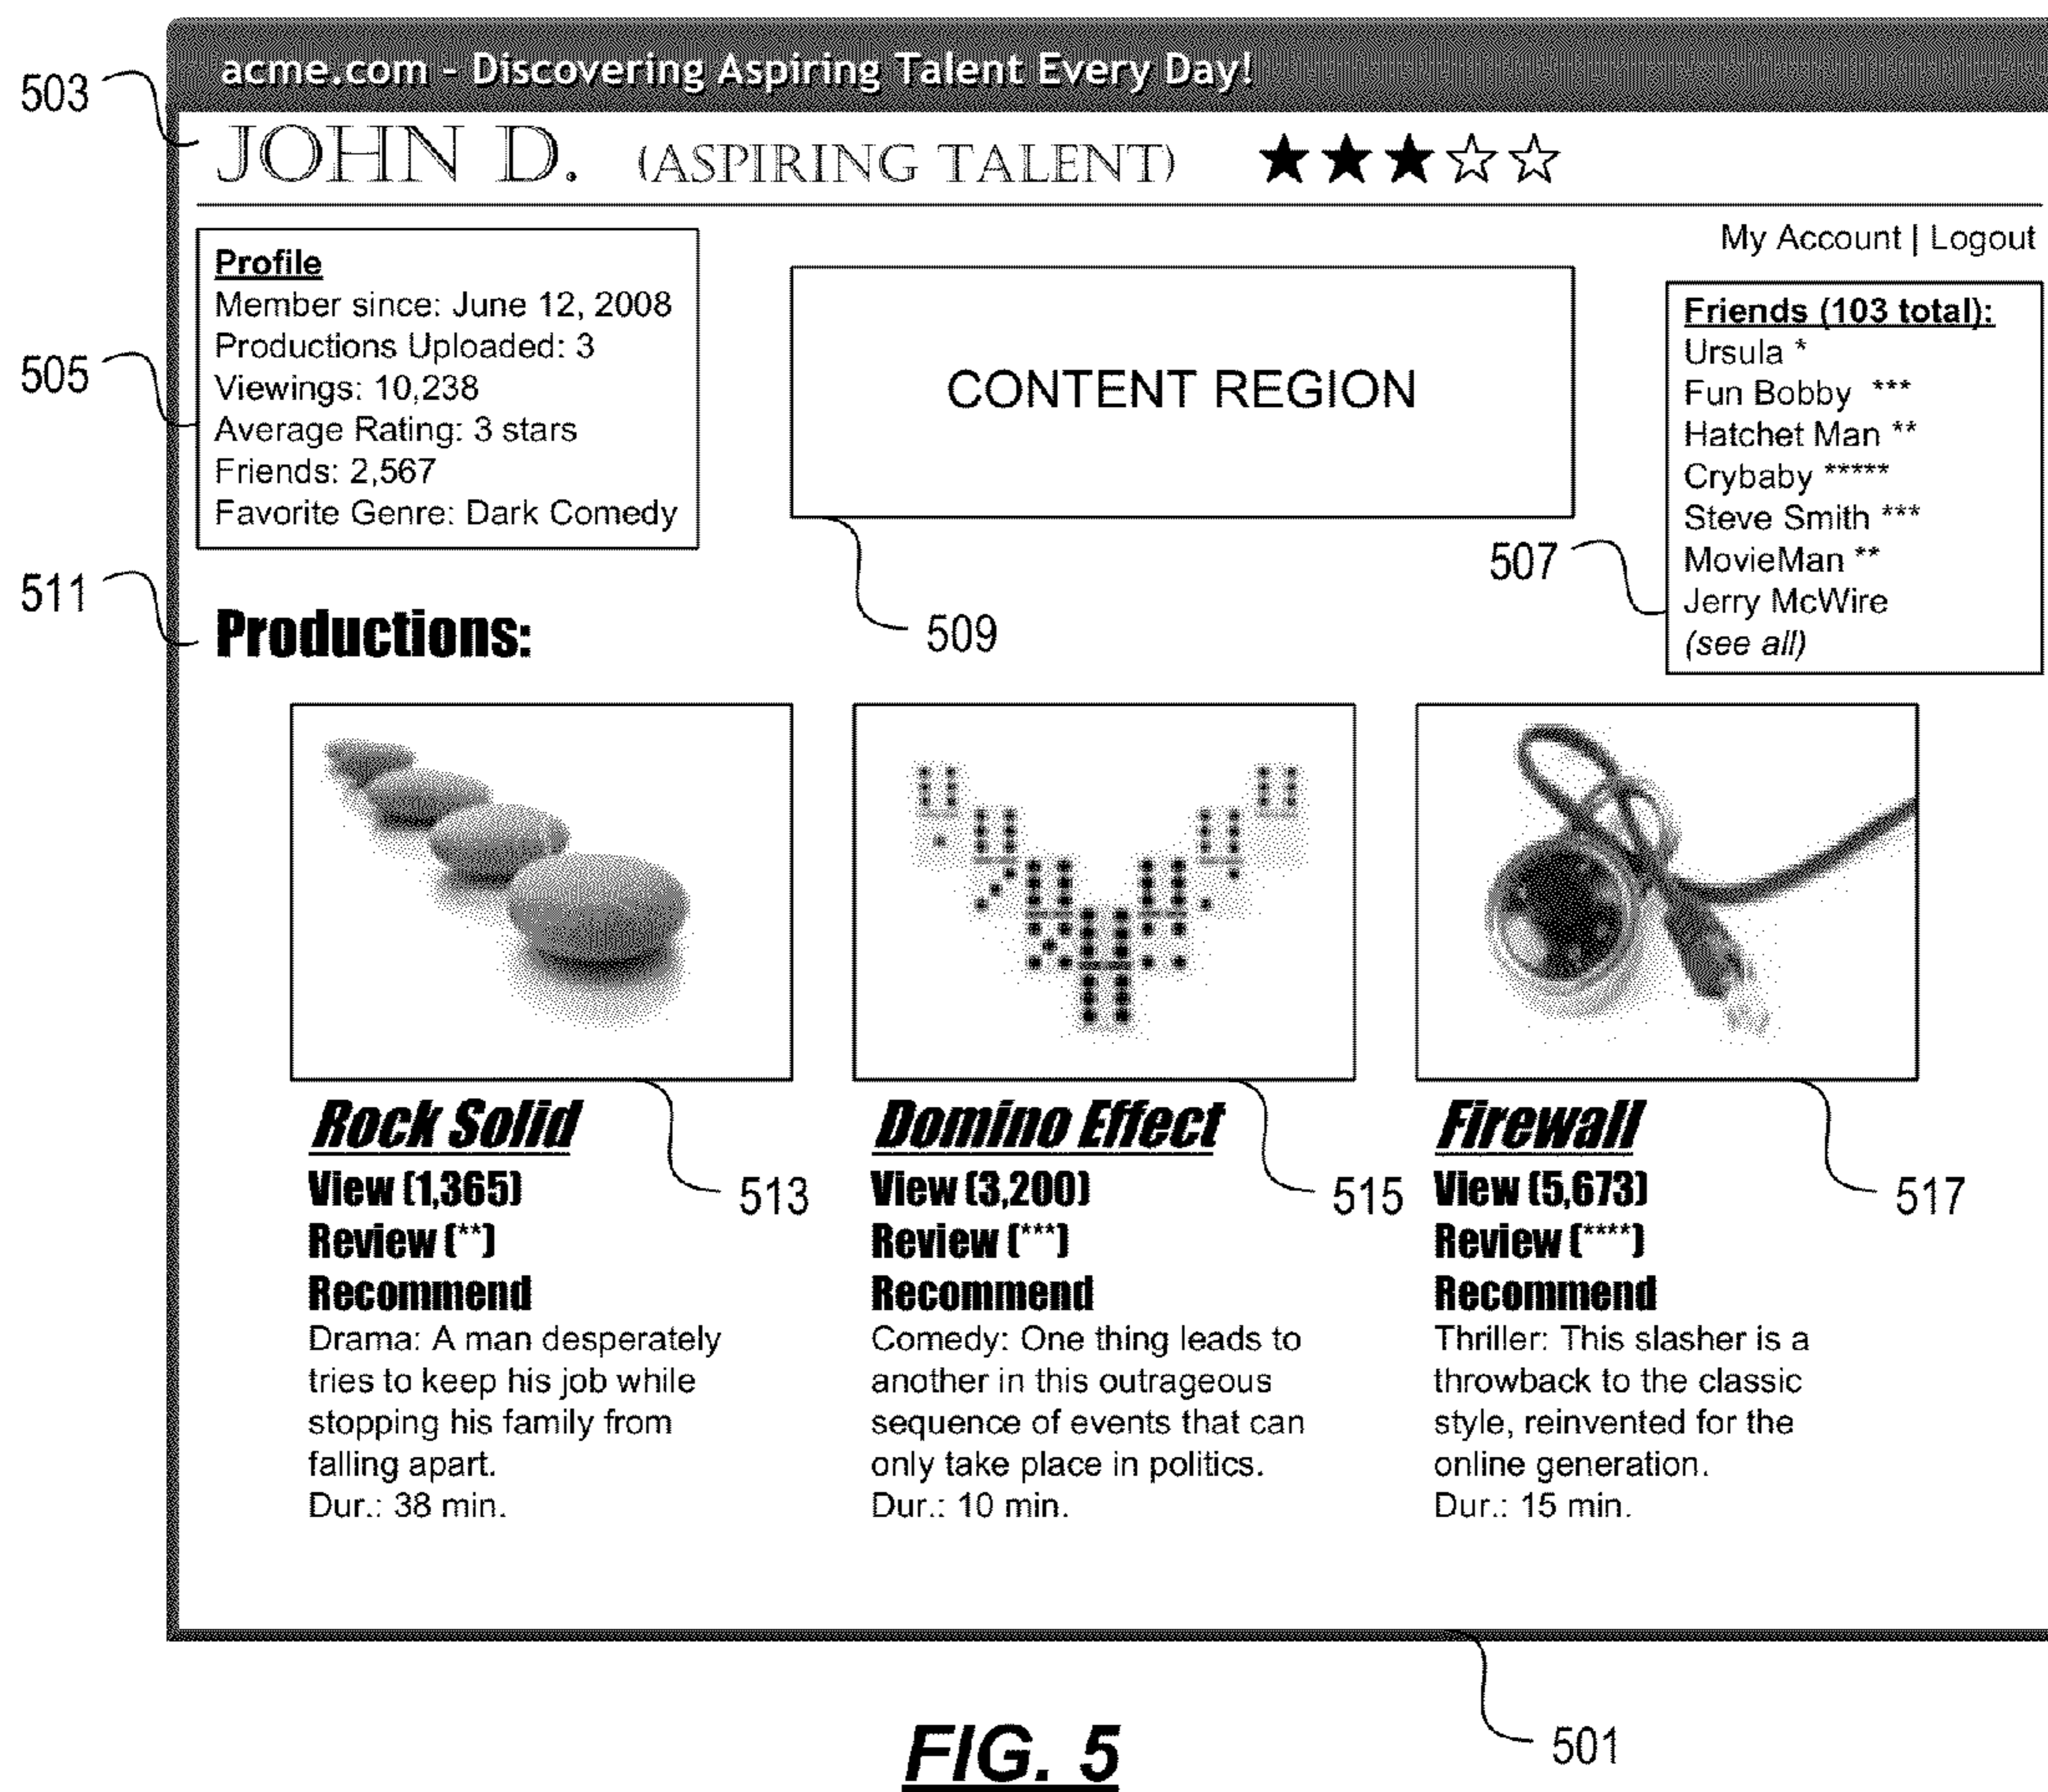 acme.com - Discovering Aspiring Talent Every Day!
503
JOHN D. (ASPIRING TALENT) ★★★☆☆
My Account | Logout
505
Profile
Member since: June 12, 2008
Productions Uploaded: 3
Viewings: 10,238
Average Rating: 3 stars
Friends: 2,567
Favorite Genre: Dark Comedy
CONTENT REGION
509
Friends (103 total):
Ursula *
Fun Bobby ***
Hatchet Man **
Crybaby *****
Steve Smith ***
MovieMan **
Jerry McWire
(see all)
507
511
Productions:
Rock Solid
View (1,365)
Review (**)
Recommend
Drama: A man desperately
tries to keep his job while
stopping his family from
falling apart.
Dur.: 38 min.
513
Domino Effect
View (3,200)
Review (***)
Recommend
Comedy: One thing leads to
another in this outrageous
sequence of events that can
only take place in politics.
Dur.: 10 min.
515
Firewall
View (5,673)
Review (****)
Recommend
Thriller: This slasher is a
throwback to the classic
style, reinvented for the
online generation.
Dur.: 15 min.
517
501
FIG. 5